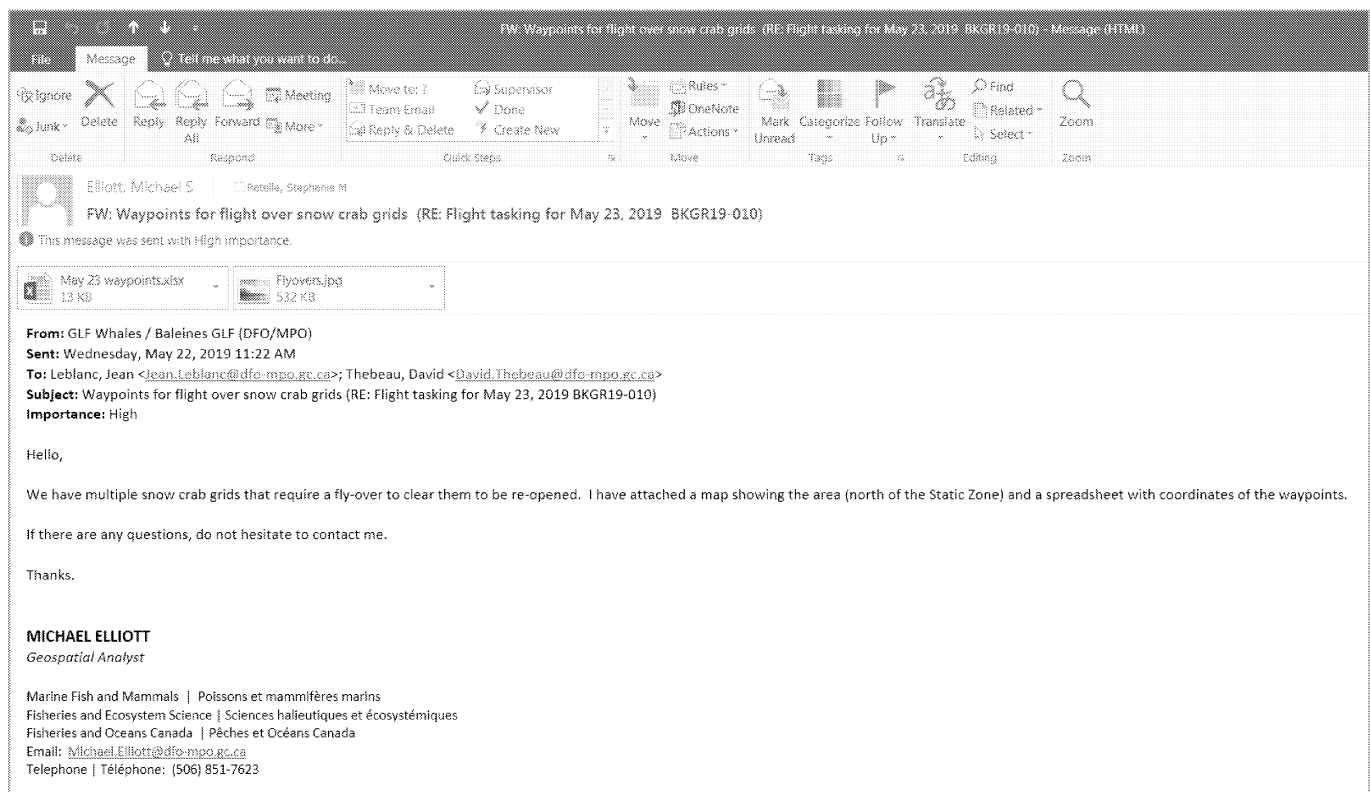 FW: Waypoints for flight over snow crab grids (RE: Flight tasking for May 23, 2019 BKGR19-010) - Message (HTML)
File Message Tell me what you want to do...
Ignore Delete Reply Reply All Forward Meeting Move to: ? Supervisor Move Rules Mark Unread Categorize Follow Up Translate Find Zoom
Junk More Team Email Done OneNote Related
Reply & Delete Create New Actions Select
Delete Respond Quick Steps Move Tags Editing Zoom
Elliott, Michael S Ratelle, Stephanie M
FW: Waypoints for flight over snow crab grids (RE: Flight tasking for May 23, 2019 BKGR19-010)
This message was sent with High importance.
May 23 waypoints.xlsx Flyovers.jpg
13 KB 532 KB
From: GLF Whales / Baleines GLF (DFO/MPO)
Sent: Wednesday, May 22, 2019 11:22 AM
To: Leblanc, Jean <Jean.Leblanc@dfo-mpo.gc.ca>; Thebeau, David <David.Thebeau@dfo-mpo.gc.ca>
Subject: Waypoints for flight over snow crab grids (RE: Flight tasking for May 23, 2019 BKGR19-010)
Importance: High
Hello,
We have multiple snow crab grids that require a fly-over to clear them to be re-opened. I have attached a map showing the area (north of the Static Zone) and a spreadsheet with coordinates of the waypoints.
If there are any questions, do not hesitate to contact me.
Thanks.
MICHAEL ELLIOTT
Geospatial Analyst
Marine Fish and Mammals | Poissons et mammifères marins
Fisheries and Ecosystem Science | Sciences halieutiques et écosystémiques
Fisheries and Oceans Canada | Pêches et Océans Canada
Email: Michael.Elliott@dfo-mpo.gc.ca
Telephone | Téléphone: (506) 851-7623